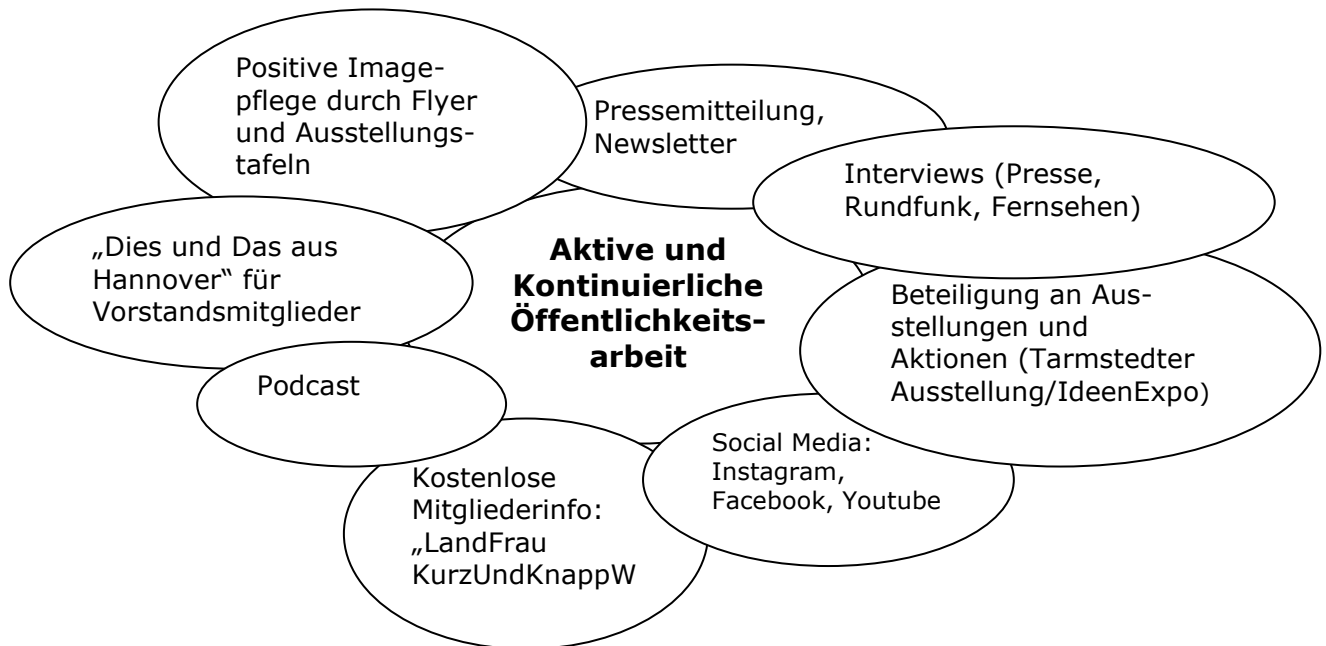 Positive Image-
pflege durch Flyer
und Ausstellungs-
tafeln
Pressemitteilung,
Newsletter
Interviews (Presse,
Rundfunk, Fernsehen)
„Dies und Das aus
Hannover“ für
Vorstandsmitglieder
Aktive und
Kontinuierliche
Öffentlichkeits-
arbeit
Beteiligung an Aus-
stellungen und
Aktionen (Tarmstedter
Ausstellung/IdeenExpo)
Podcast
Social Media:
Instagram,
Facebook, Youtube
Kostenlose
Mitgliederinfo:
„LandFrau
KurzUndKnappW